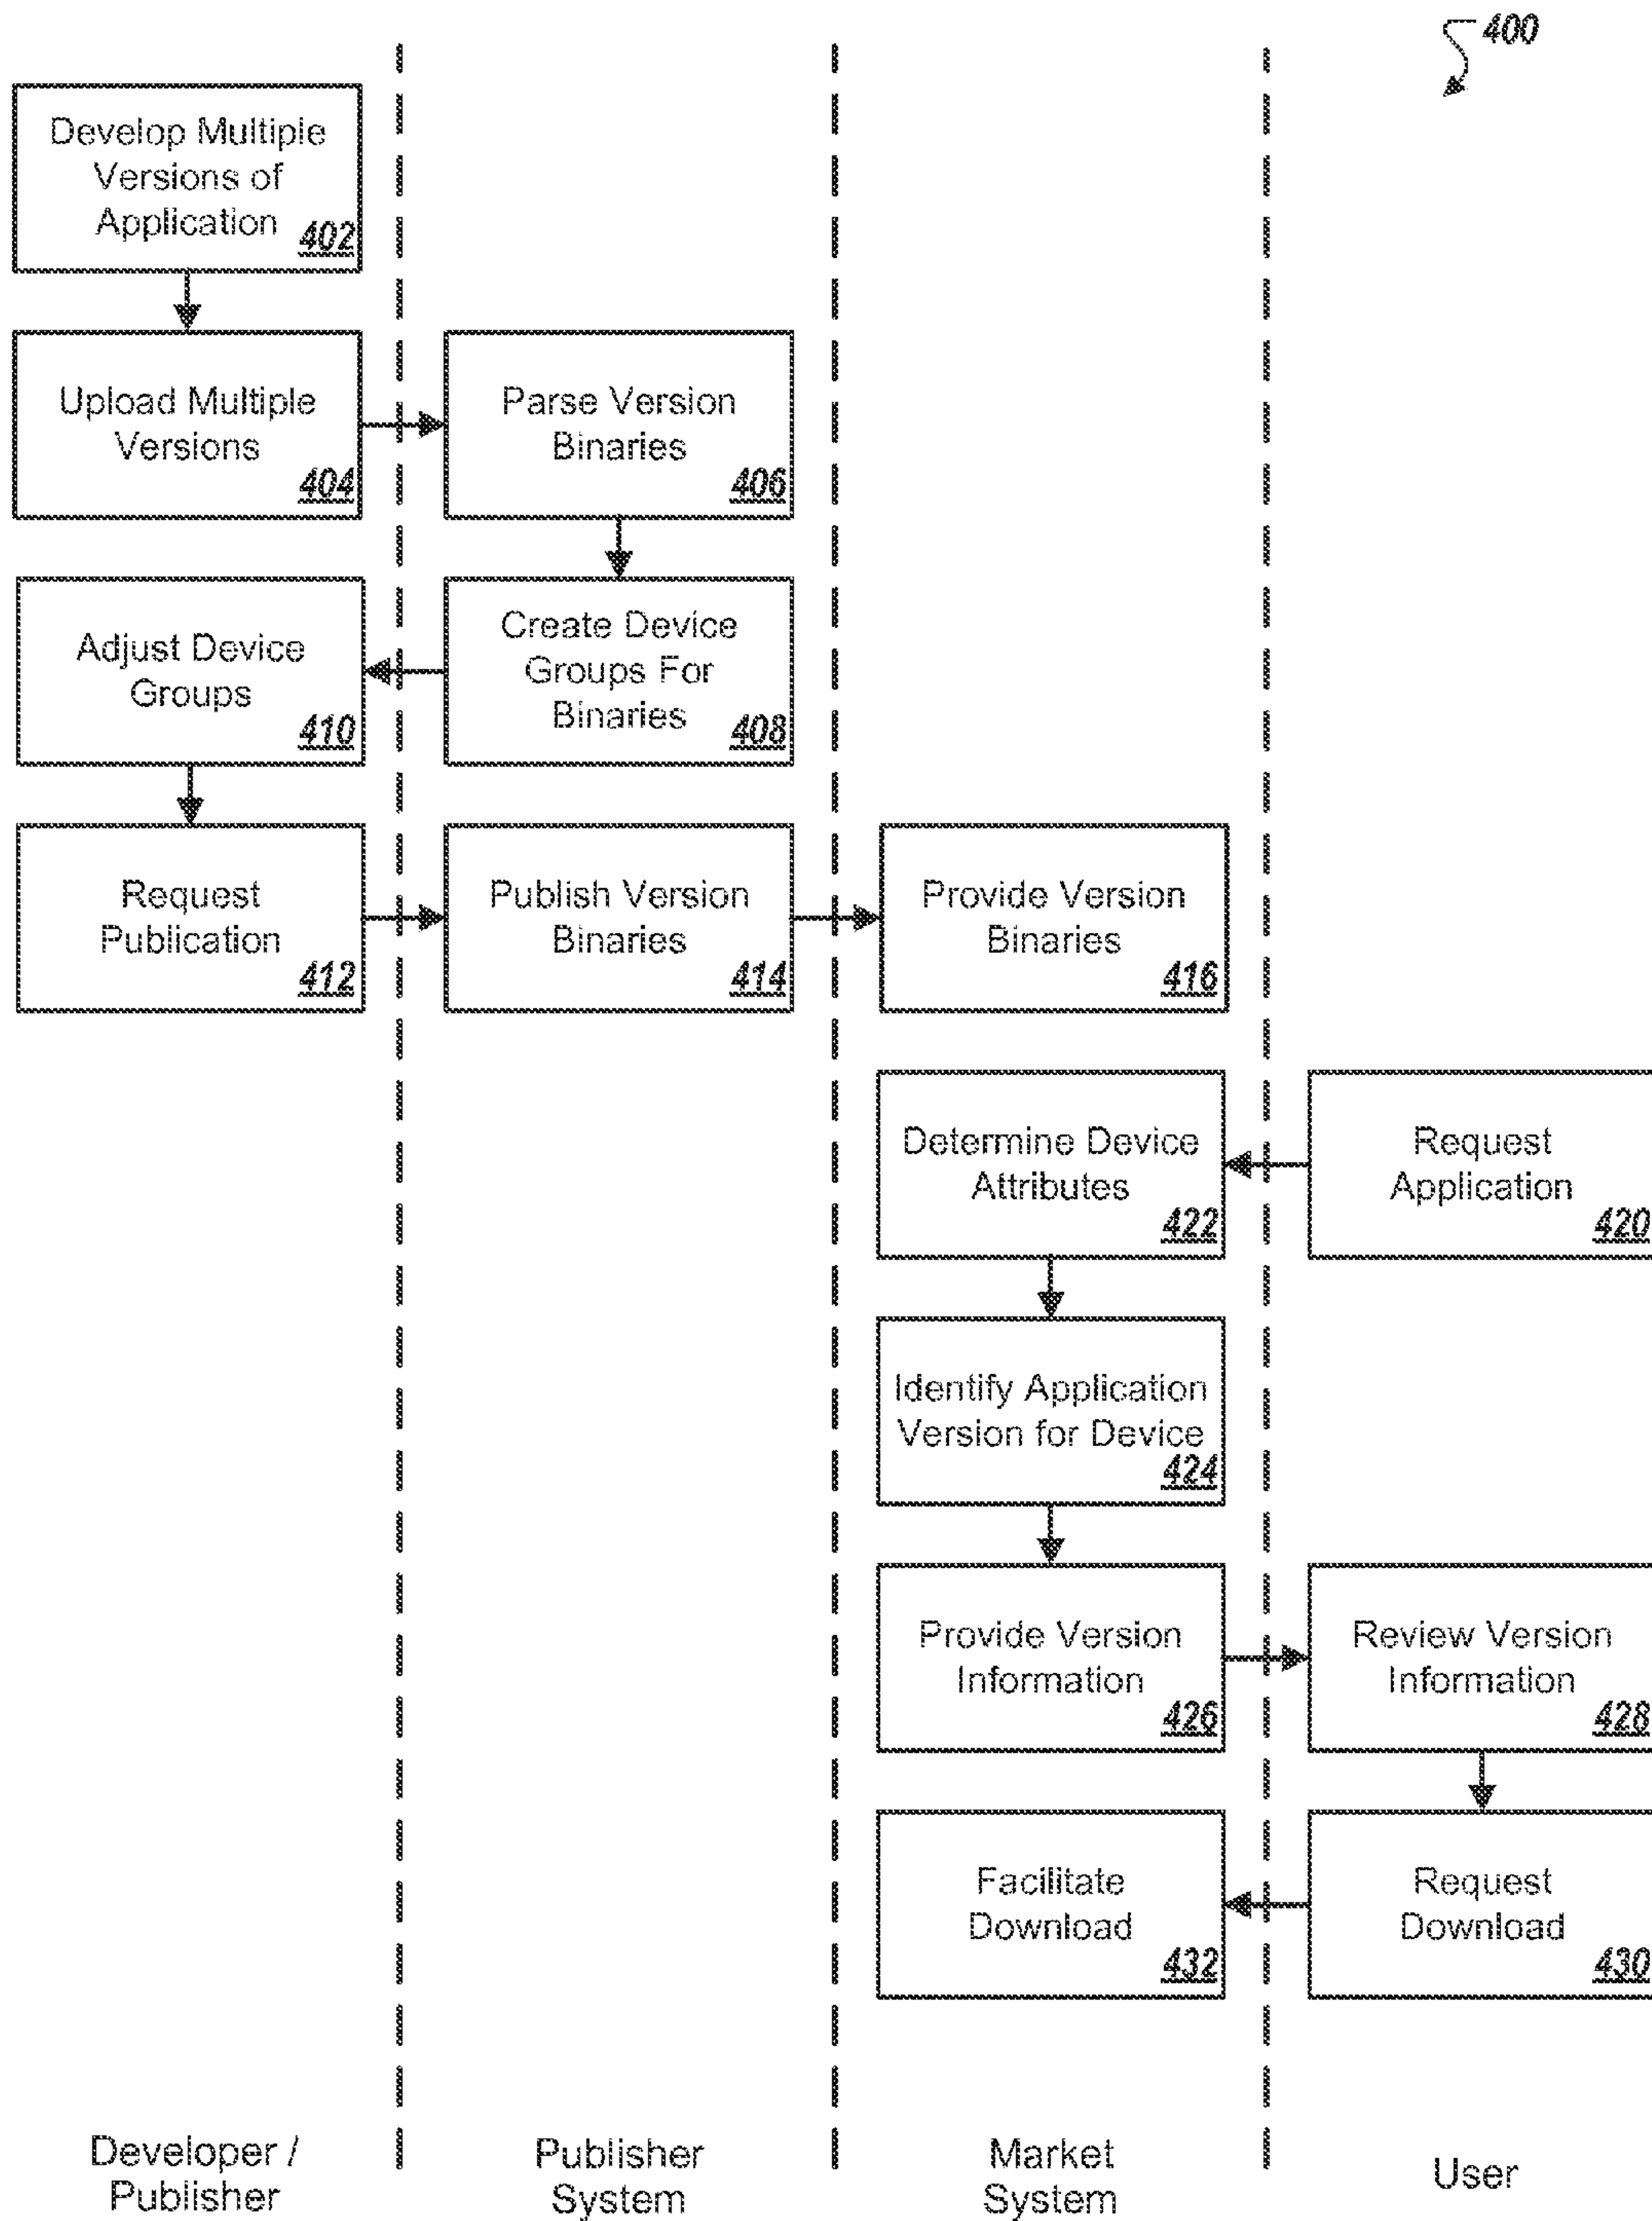 400
Develop Multiple
Versions of
Application
402
Upload Multiple
Versions
404
Parse Version
Binaries
406
Adjust Device
Groups
410
Create Device
Groups For
Binaries
408
Request
Publication
412
Publish Version
Binaries
414
Provide Version
Binaries
416
Determine Device
Attributes
422
Request
Application
420
Identify Application
Version for Device
424
Provide Version
Information
426
Review Version
Information
428
Facilitate
Download
432
Request
Download
430
Developer /
Publisher
Publisher
System
Market
System
User